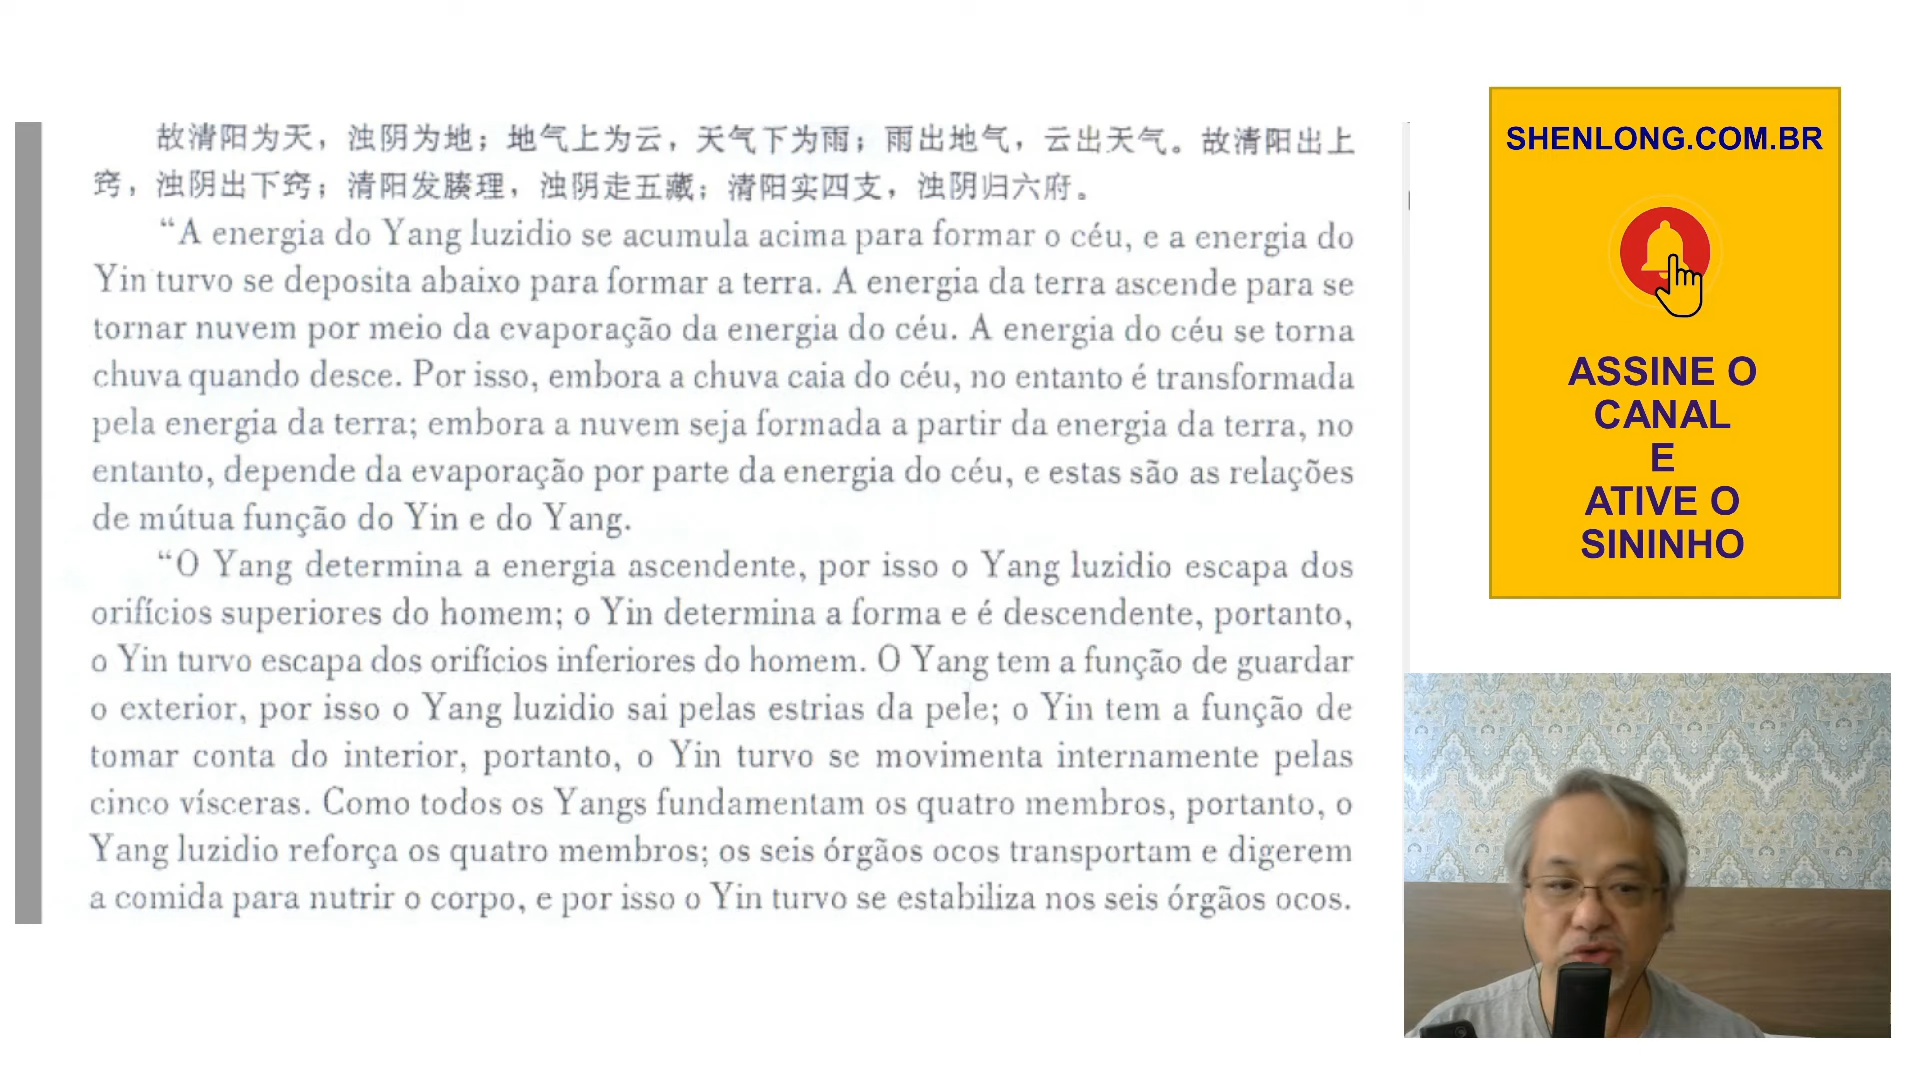 故清阳为天，浊阴为地；地气上为云，天气下为雨；雨出地气，云出天气。故清阳出上
窍，浊阴出下窍；清阳发腠理，浊阴走五藏；清阳实四支，浊阴归六府。
“A energia do Yang luzidio se acumula acima para formar o céu, e a energia do
Yin turvo se deposita abaixo para formar a terra. A energia da terra ascende para se
tornar nuvem por meio da evaporação da energia do céu. A energia do céu se torna
chuva quando desce. Por isso, embora a chuva caia do céu, no entanto é transformada
pela energia da terra; embora a nuvem seja formada a partir da energia da terra, no
entanto, depende da evaporação por parte da energia do céu, e estas são as relações
de mútua função do Yin e do Yang.
“O Yang determina a energia ascendente, por isso o Yang luzidio escapa dos
orifícios superiores do homem; o Yin determina a forma e é descendente, portanto,
o Yin turvo escapa dos orifícios inferiores do homem. O Yang tem a função de guardar
o exterior, por isso o Yang luzidio sai pelas estrias da pele; o Yin tem a função de
tomar conta do interior, portanto, o Yin turvo se movimenta internamente pelas
cinco vísceras. Como todos os Yangs fundamentam os quatro membros, portanto, o
Yang luzidio reforça os quatro membros; os seis órgãos ocos transportam e digerem
a comida para nutrir o corpo, e por isso o Yin turvo se estabiliza nos seis órgãos ocos.
SHENLONG.COM.BR
ASSINE O
CANAL
E
ATIVE O
SININHO